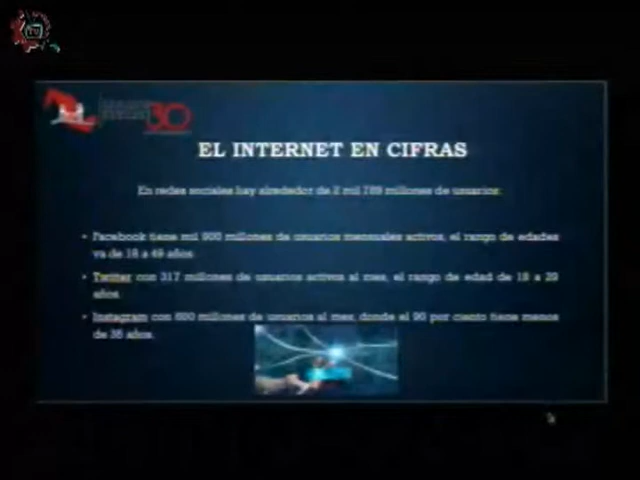 TV
30
EL INTERNET EN CIFRAS
En redes sociales hay alrededor de 2 mil 789 millones de usuarios.
• Facebook tiene mil 900 millones de usuarios mensuales activos, el rango de edades
va de 18 a 49 años.
• Twitter con 317 millones de usuarios activos al mes, el rango de edad de 18 a 29
años.
• Instagram con 600 millones de usuarios al mes, donde el 90 por ciento tiene menos
de 35 años.